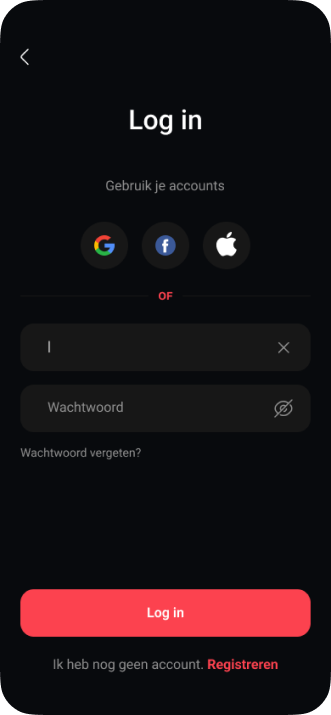 Log in
Gebruik je accounts
OF
Wachtwoord
Wachtwoord vergeten?
Log in
Ik heb nog geen account. Registreren